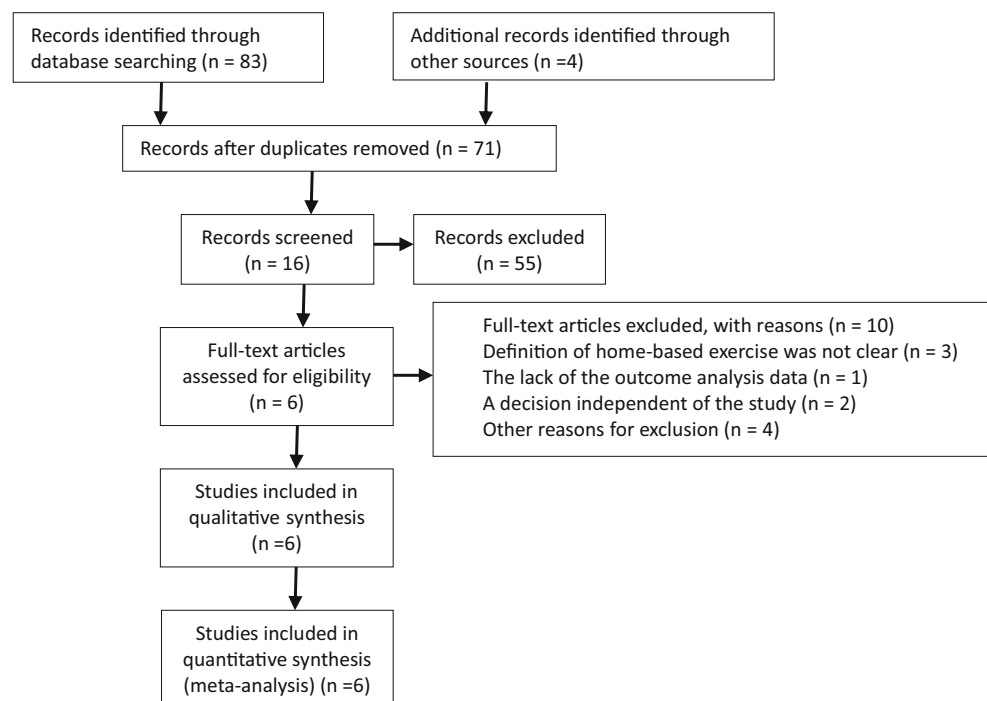 Records identified through
database searching (n = 83)
Additional records identified through
other sources (n =4)
Records after duplicates removed (n = 71)
Records screened
(n = 16)
Records excluded
(n = 55)
Full-text articles
assessed for eligibility
(n = 6)
Full-text articles excluded, with reasons (n = 10)
Definition of home-based exercise was not clear (n = 3)
The lack of the outcome analysis data (n = 1)
A decision independent of the study (n = 2)
Other reasons for exclusion (n = 4)
Studies included in
qualitative synthesis
(n =6)
Studies included in
quantitative synthesis
(meta-analysis) (n =6)